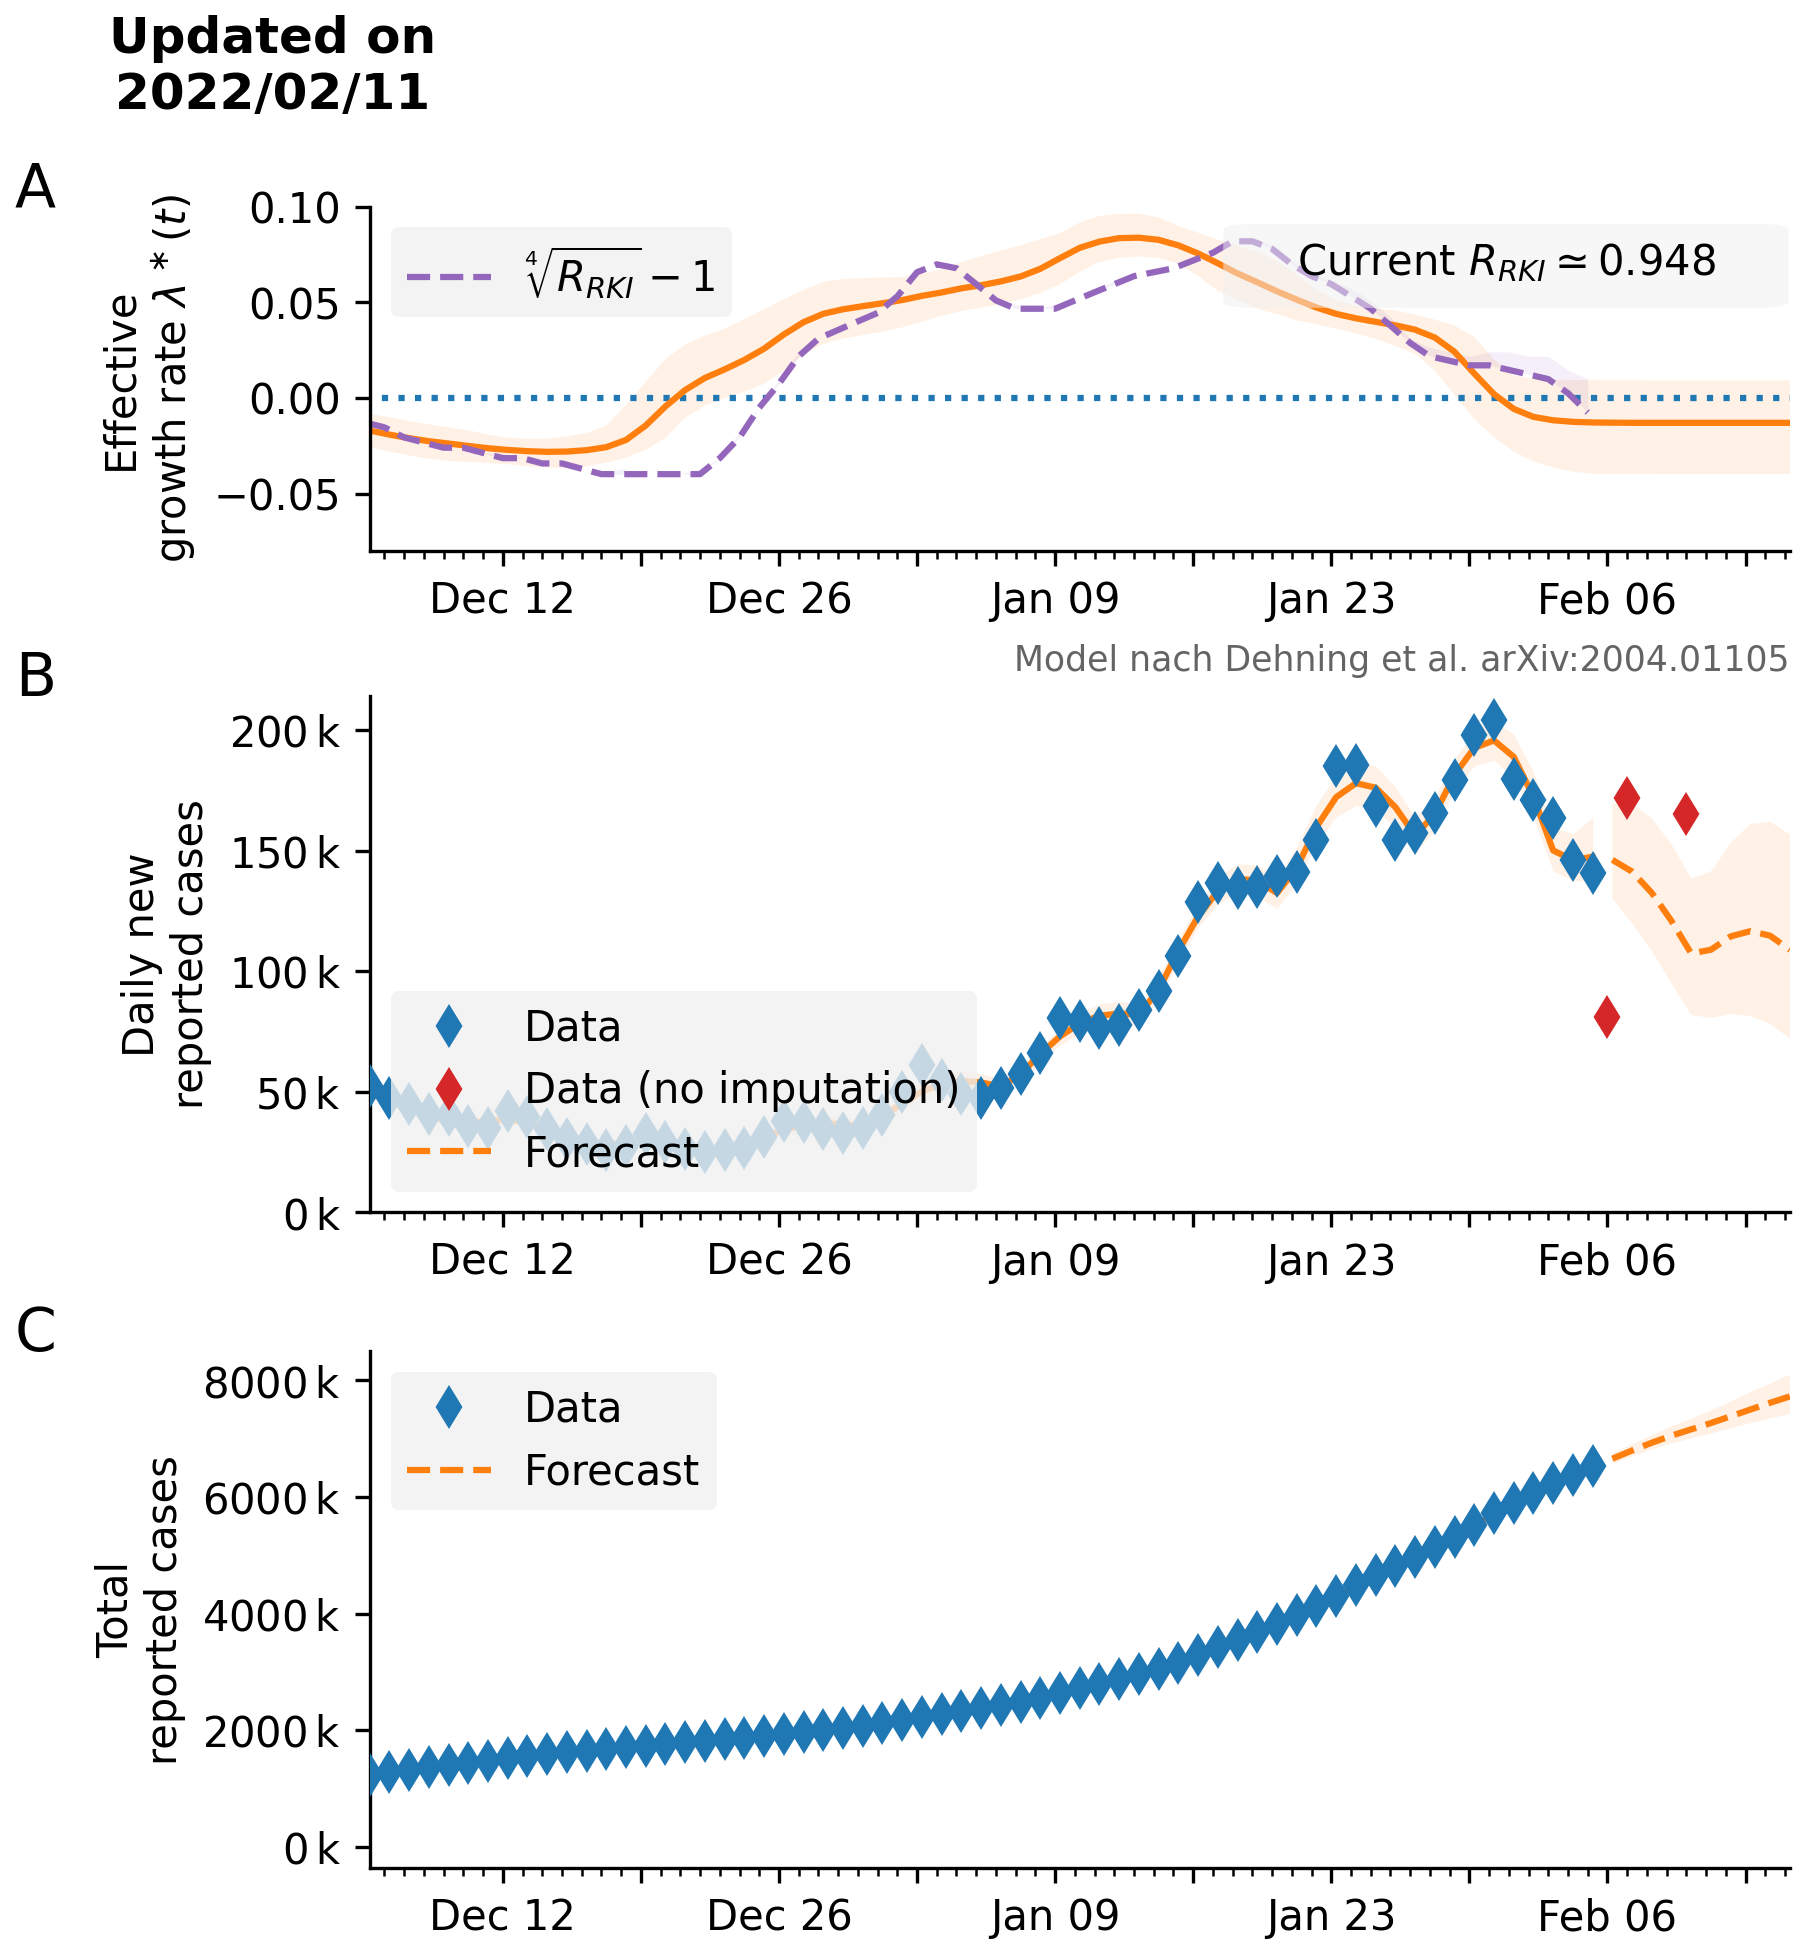 Updated on
2022/02/11
A
Effective
growth rate λ * (t)
0.10
0.05
0.00
−0.05
∜R_RKI − 1
Current R_RKI ≃ 0.948
Dec 12 Dec 26 Jan 09 Jan 23 Feb 06
Model nach Dehning et al. arXiv:2004.01105
B
Daily new
reported cases
200 k
150 k
100 k
50 k
0 k
Data
Data (no imputation)
Forecast
Dec 12 Dec 26 Jan 09 Jan 23 Feb 06
C
Total
reported cases
8000 k
6000 k
4000 k
2000 k
0 k
Data
Forecast
Dec 12 Dec 26 Jan 09 Jan 23 Feb 06